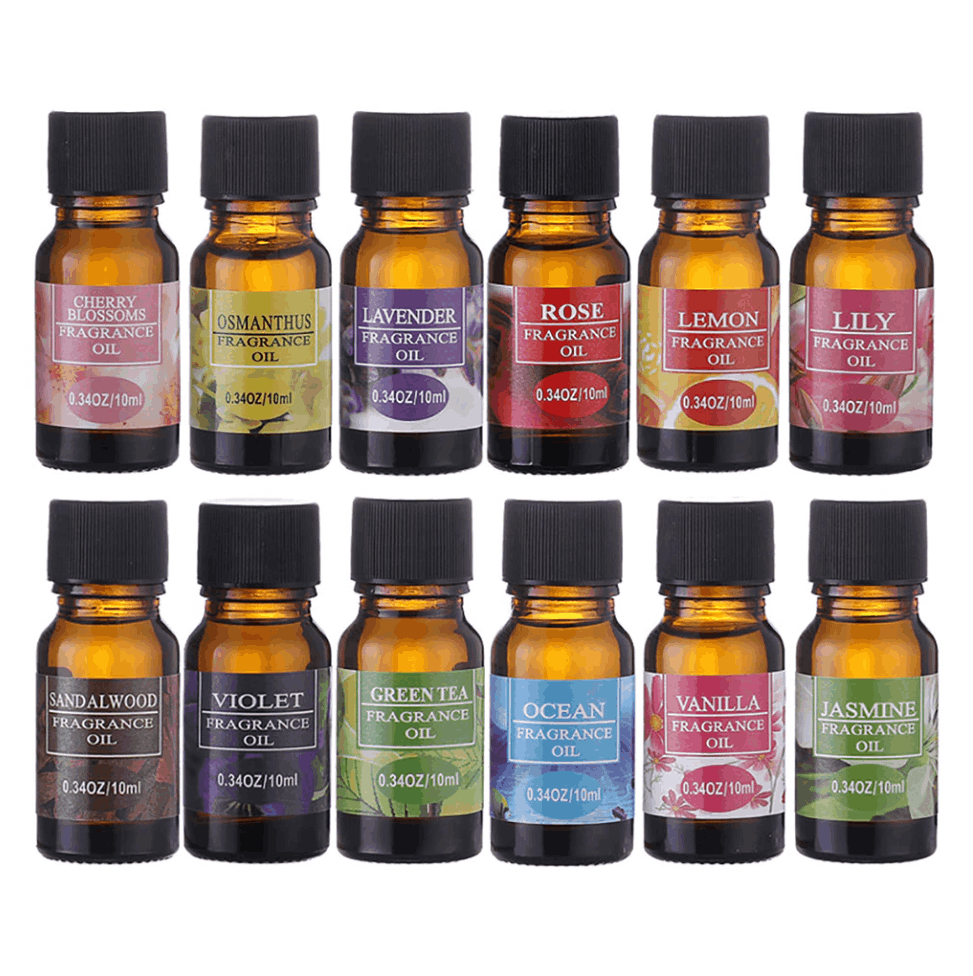 CHERRY
BLOSSOMS
FRAGRANCE
OIL
0.34OZ/10ml
OSMANTHUS
FRAGRANCE
OIL
0.34OZ/10ml
LAVENDER
FRAGRANCE
OIL
0.34OZ/10ml
ROSE
FRAGRANCE
OIL
0.34OZ/10ml
LEMON
FRAGRANCE
OIL
0.34OZ/10ml
LILY
FRAGRANCE
OIL
0.34OZ/10ml
SANDALWOOD
FRAGRANCE
OIL
0.34OZ/10ml
VIOLET
FRAGRANCE
OIL
0.34OZ/10ml
GREEN TEA
FRAGRANCE
OIL
0.34OZ/10ml
OCEAN
FRAGRANCE
OIL
0.34OZ/10ml
VANILLA
FRAGRANCE
OIL
0.34OZ/10ml
JASMINE
FRAGRANCE
OIL
0.34OZ/10ml